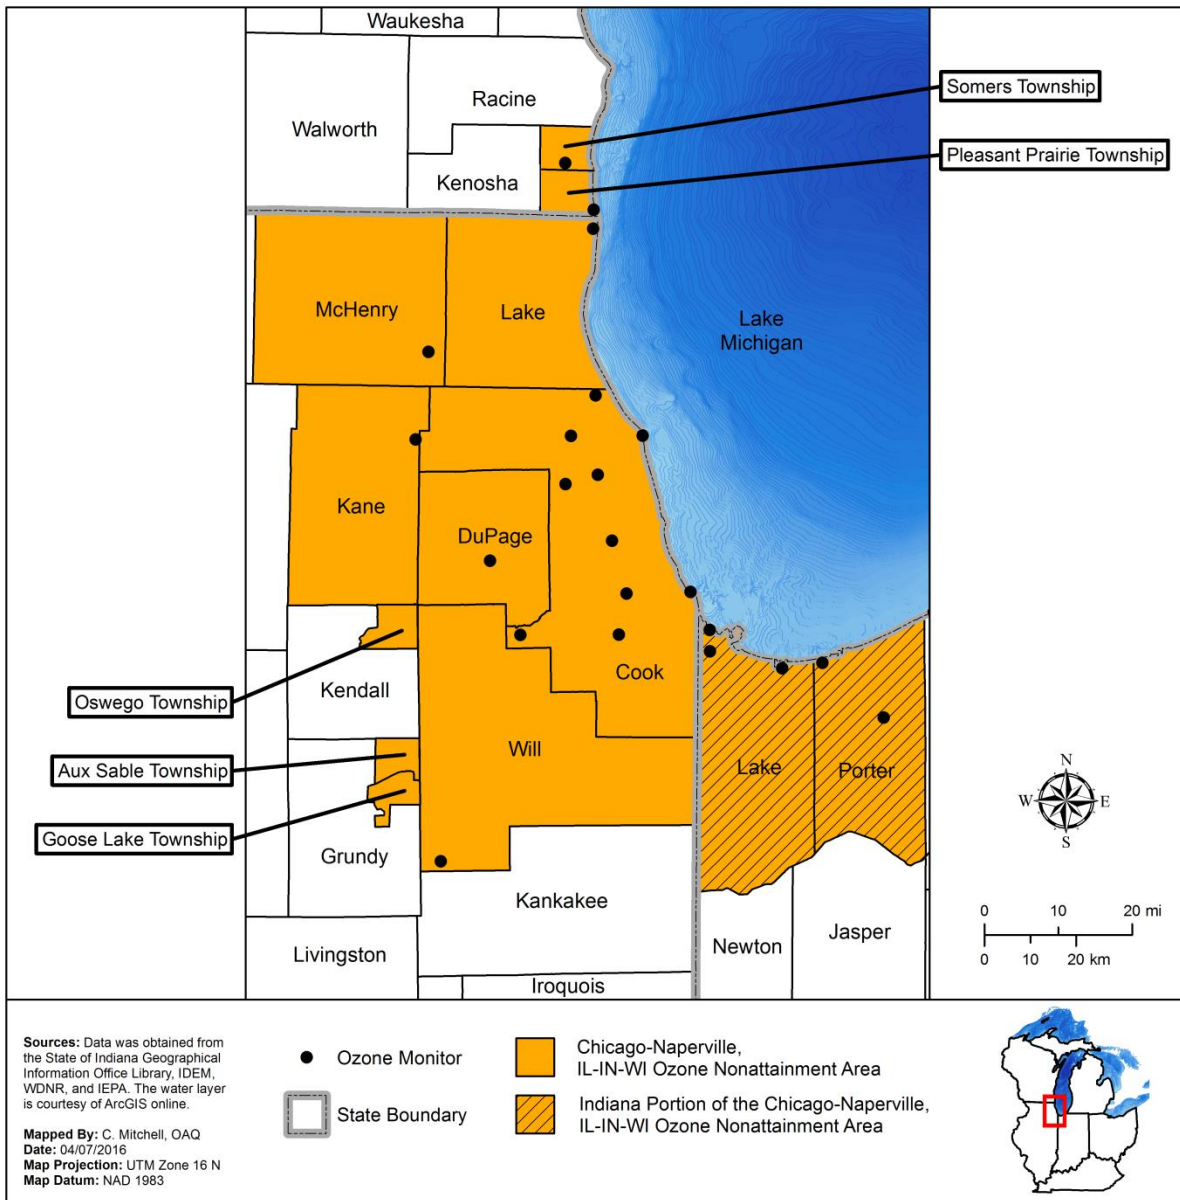 Waukesha
Racine
Walworth
Kenosha
Somers Township
Pleasant Prairie Township
McHenry
Lake
Lake
Michigan
Kane
DuPage
Cook
Oswego Township
Kendall
Aux Sable Township
Will
Lake
Porter
Goose Lake Township
Grundy
Kankakee
Livingston
Iroquois
Newton
Jasper
N
W
E
S
0 10 20 mi
0 10 20 km
Sources: Data was obtained from
the State of Indiana Geographical
Information Office Library, IDEM,
WDNR, and IEPA. The water layer
is courtesy of ArcGIS online.
Mapped By: C. Mitchell, OAQ
Date: 04/07/2016
Map Projection: UTM Zone 16 N
Map Datum: NAD 1983
Ozone Monitor
State Boundary
Chicago-Naperville,
IL-IN-WI Ozone Nonattainment Area
Indiana Portion of the Chicago-Naperville,
IL-IN-WI Ozone Nonattainment Area